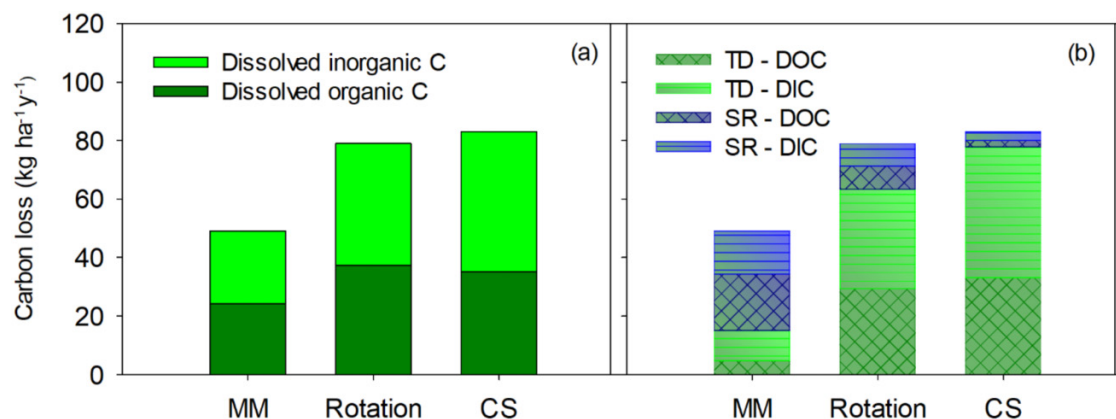 Carbon loss (kg ha⁻¹y⁻¹)
120
100
80
60
40
20
0
(a)
Dissolved inorganic C
Dissolved organic C
MM Rotation CS
(b)
TD - DOC
TD - DIC
SR - DOC
SR - DIC
MM Rotation CS